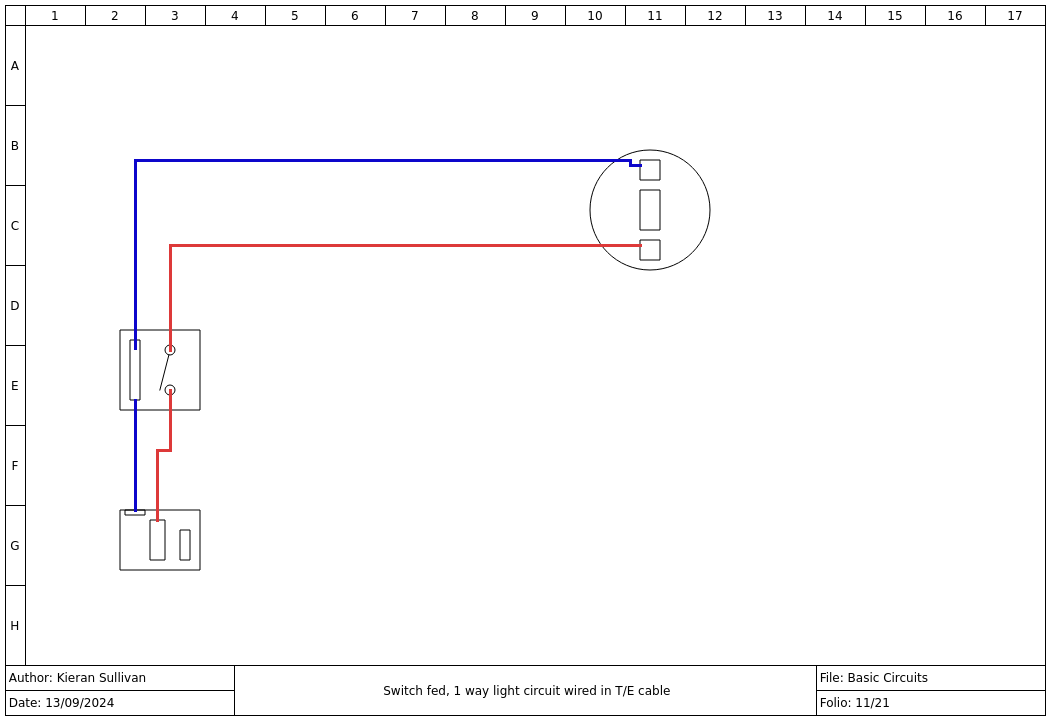 1 2 3 4 5 6 7 8 9 10 11 12 13 14 15 16 17
A
B
C
D
E
F
G
H
Author: Kieran Sullivan
Date: 13/09/2024
Switch fed, 1 way light circuit wired in T/E cable
File: Basic Circuits
Folio: 11/21